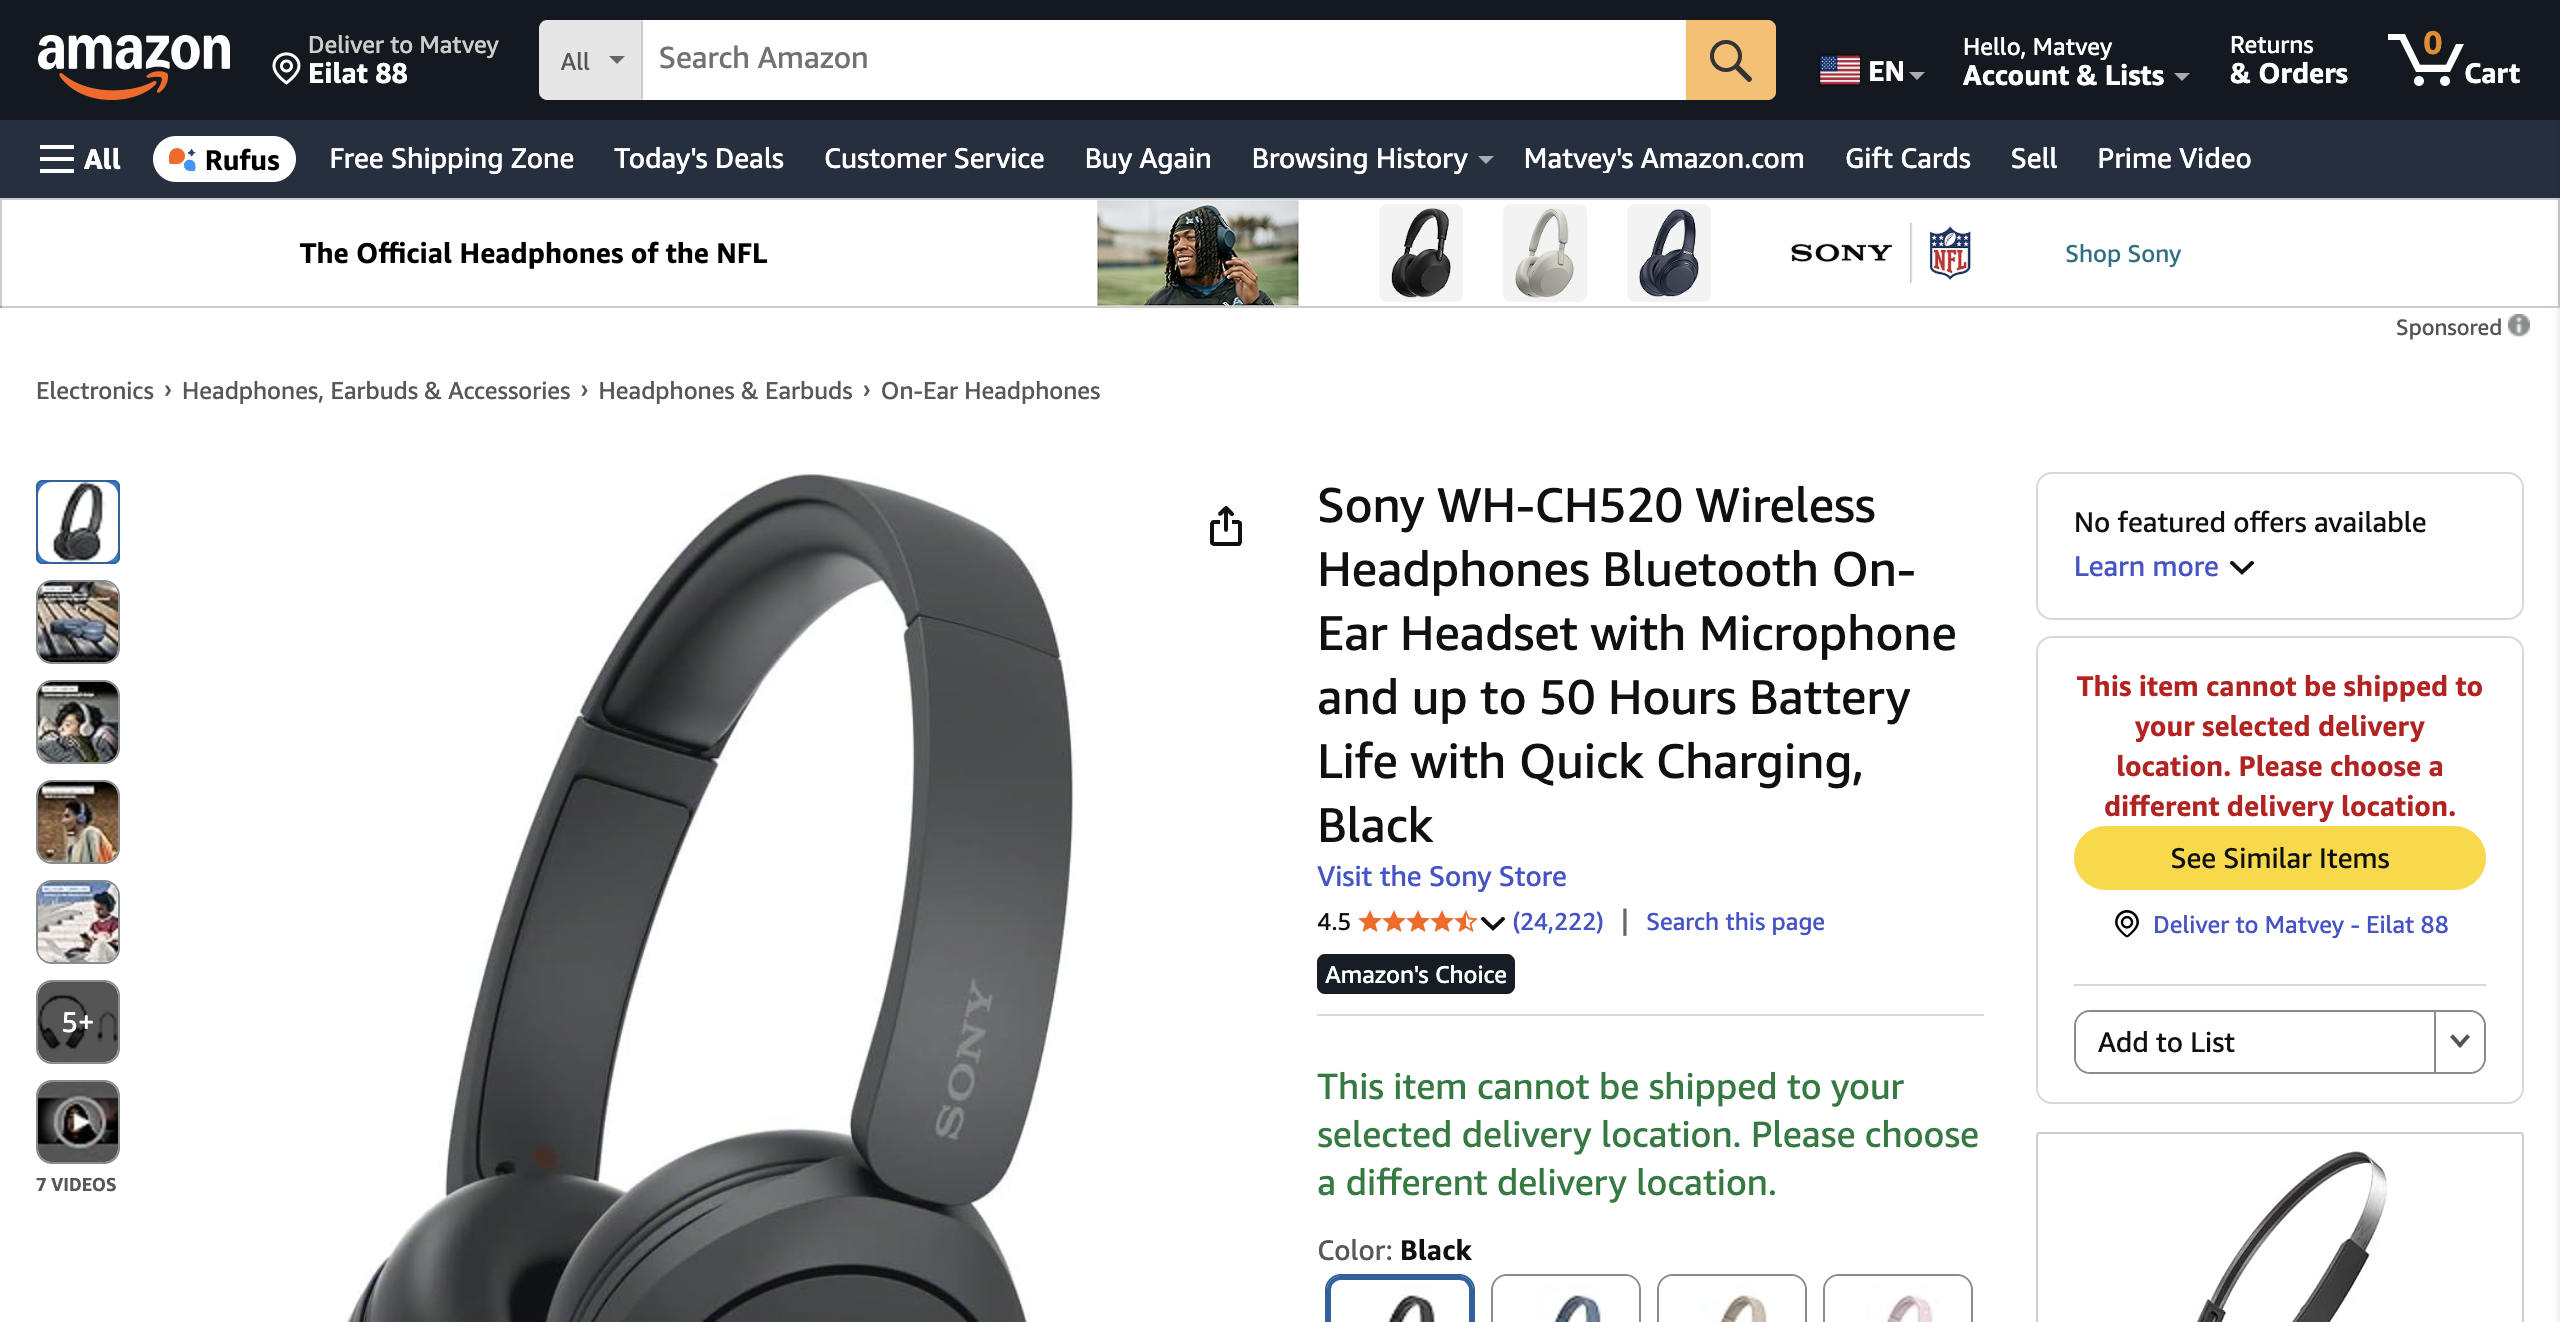 amazon
Deliver to Matvey
Eilat 88
All
Search Amazon
EN
Hello, Matvey
Account & Lists
Returns
& Orders
0
Cart
All
Rufus
Free Shipping Zone
Today's Deals
Customer Service
Buy Again
Browsing History
Matvey's Amazon.com
Gift Cards
Sell
Prime Video
The Official Headphones of the NFL
SONY
NFL
Shop Sony
Sponsored
Electronics › Headphones, Earbuds & Accessories › Headphones & Earbuds › On-Ear Headphones
5+
7 VIDEOS
SONY
Sony WH-CH520 Wireless
Headphones Bluetooth On-
Ear Headset with Microphone
and up to 50 Hours Battery
Life with Quick Charging,
Black
Visit the Sony Store
4.5 (24,222) | Search this page
Amazon's Choice
This item cannot be shipped to your
selected delivery location. Please choose
a different delivery location.
Color: Black
No featured offers available
Learn more
This item cannot be shipped to
your selected delivery
location. Please choose a
different delivery location.
See Similar Items
Deliver to Matvey - Eilat 88
Add to List